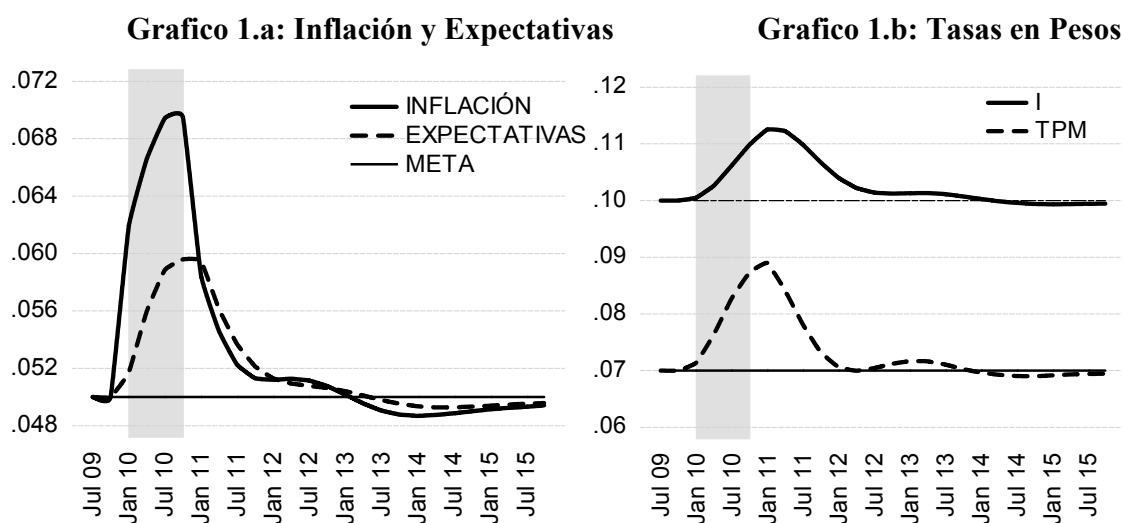 Grafico 1.a: Inflación y Expectativas
.072
.068
.064
.060
.056
.052
.048
INFLACIÓN
EXPECTATIVAS
META
Jul 09
Jan 10
Jul 10
Jan 11
Jul 11
Jan 12
Jul 12
Jan 13
Jul 13
Jan 14
Jul 14
Jan 15
Jul 15
Grafico 1.b: Tasas en Pesos
.12
.11
.10
.09
.08
.07
.06
I
TPM
Jul 09
Jan 10
Jul 10
Jan 11
Jul 11
Jan 12
Jul 12
Jan 13
Jul 13
Jan 14
Jul 14
Jan 15
Jul 15